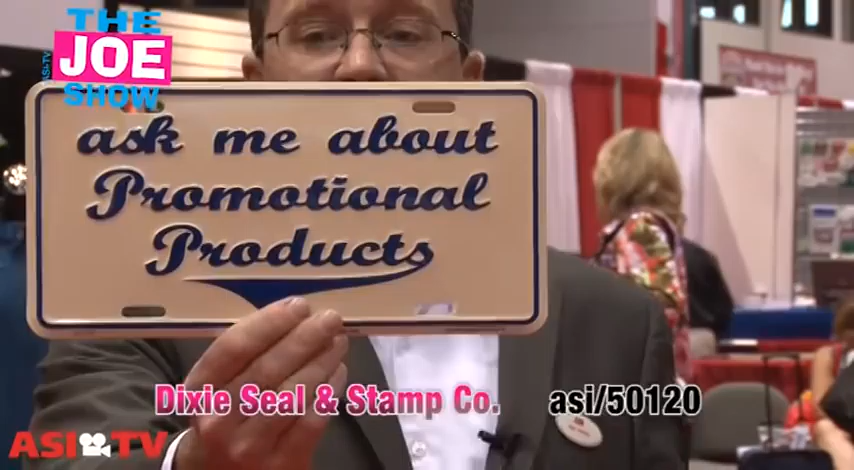 THE
JOE
ASI-TV
SHOW
ask me about
Promotional
Products
Dixie Seal & Stamp Co. asi/50120
ASI TV